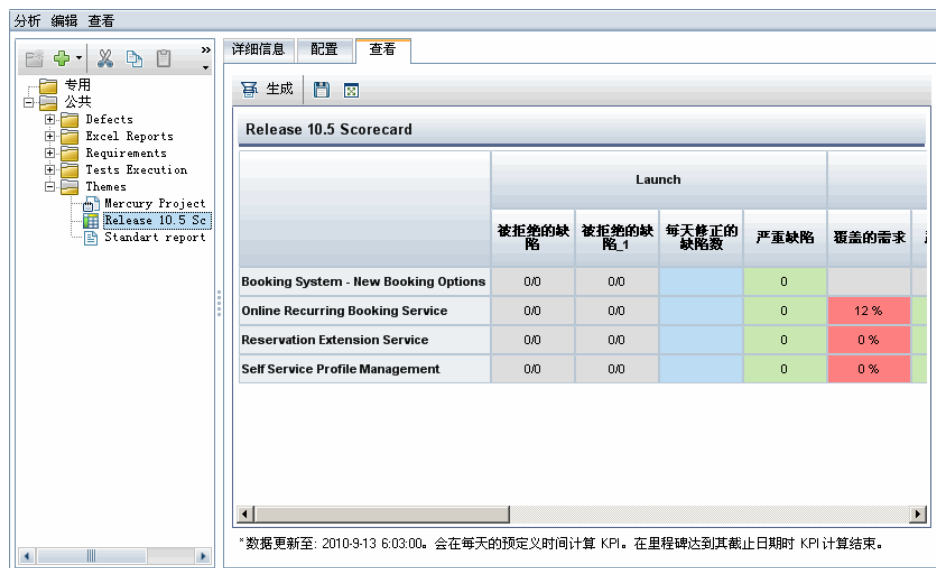 分析 编辑 查看
专用
公共
Defects
Excel Reports
Requirements
Tests Execution
Themes
Mercury Project
Release 10.5 Sc
Standart report
详细信息 配置 查看
生成
Release 10.5 Scorecard
Launch
被拒绝的缺
陷
被拒绝的缺
陷_1
每天修正的
缺陷数
严重缺陷
覆盖的需求
Booking System - New Booking Options 0/0 0/0 0
Online Recurring Booking Service 0/0 0/0 0 12 %
Reservation Extension Service 0/0 0/0 0 0 %
Self Service Profile Management 0/0 0/0 0 0 %
*数据更新至: 2010-9-13 6:03:00。会在每天的预定义时间计算 KPI。在里程碑达到其截止日期时 KPI 计算结束。